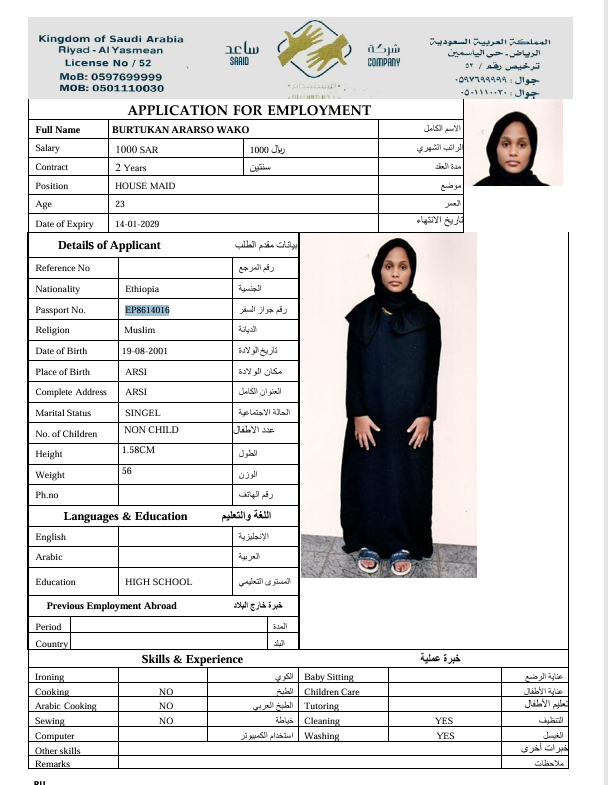 Kingdom of Saudi Arabia
Riyad - Al Yasmean
License No / 52
MoB: 0597699999
MOB: 0501110030
ساعد
SAAID
شركة
COMPANY
المملكة العربية السعودية
الرياض - حي الياسمين
ترخيص رقم / ٥٢
جوال : ٠٥٩٧٦٩٩٩٩٩
جوال : ٠٥٠١١١٠٠٣٠
APPLICATION FOR EMPLOYMENT
Full Name BURTUKAN ARARSO WAKO الاسم الكامل
Salary 1000 SAR 1000 ريال الراتب الشهري
Contract 2 Years سنتين مدة العقد
Position HOUSE MAID موضع
Age 23 العمر
Date of Expiry 14-01-2029 تاريخ الانتهاء
Details of Applicant بيانات مقدم الطلب
Reference No رقم المرجع
Nationality Ethiopia الجنسية
Passport No. EP8614016 رقم جواز السفر
Religion Muslim الديانة
Date of Birth 19-08-2001 تاريخ الولادة
Place of Birth ARSI مكان الولادة
Complete Address ARSI العنوان الكامل
Marital Status SINGEL الحالة الاجتماعية
No. of Children NON CHILD عدد الاطفال
Height 1.58CM الطول
Weight 56 الوزن
Ph.no رقم الهاتف
Languages & Education اللغة والتعليم
English الإنجليزية
Arabic العربية
Education HIGH SCHOOL المستوى التعليمي
Previous Employment Abroad خبرة خارج البلاد
Period المدة
Country البلد
Skills & Experience خبرة عملية
Ironing الكوي Baby Sitting عناية الرضع
Cooking NO الطبخ Children Care عناية الأطفال
Arabic Cooking NO الطبخ العربي Tutoring تعليم الأطفال
Sewing NO خياطة Cleaning YES التنظيف
Computer استخدام الكمبيوتر Washing YES الغيسل
Other skills خبرات أخرى
Remarks ملاحظات